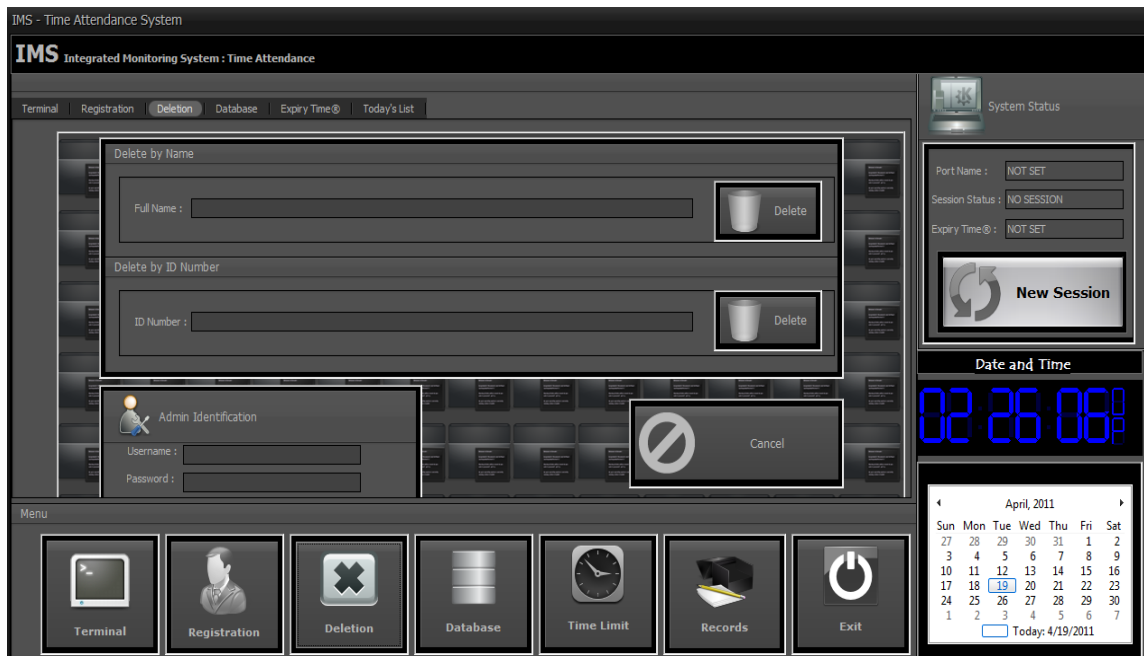 IMS - Time Attendance System
IMS Integrated Monitoring System : Time Attendance
Terminal Registration Deletion Database Expiry Time® Today's List
Delete by Name
Full Name : Delete
Delete by ID Number
ID Number : Delete
Admin Identification
Username :
Password :
Cancel
System Status
Port Name : NOT SET
Session Status : NO SESSION
Expiry Time® : NOT SET
New Session
Date and Time
02:26:06 P
April, 2011
Sun Mon Tue Wed Thu Fri Sat
27 28 29 30 31 1 2
3 4 5 6 7 8 9
10 11 12 13 14 15 16
17 18 19 20 21 22 23
24 25 26 27 28 29 30
1 2 3 4 5 6 7
Today: 4/19/2011
Menu
Terminal Registration Deletion Database Time Limit Records Exit